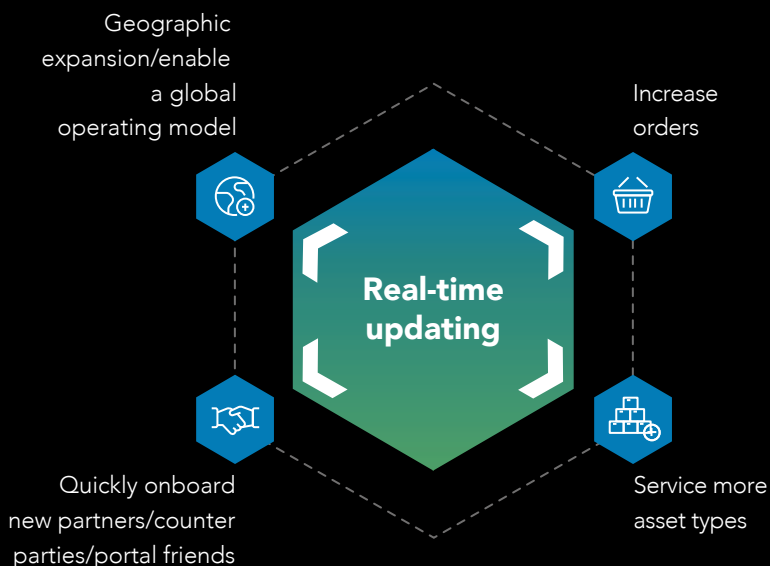 Geographic
expansion/enable
a global
operating model
Increase
orders
Real-time
updating
Quickly onboard
new partners/counter
parties/portal friends
Service more
asset types